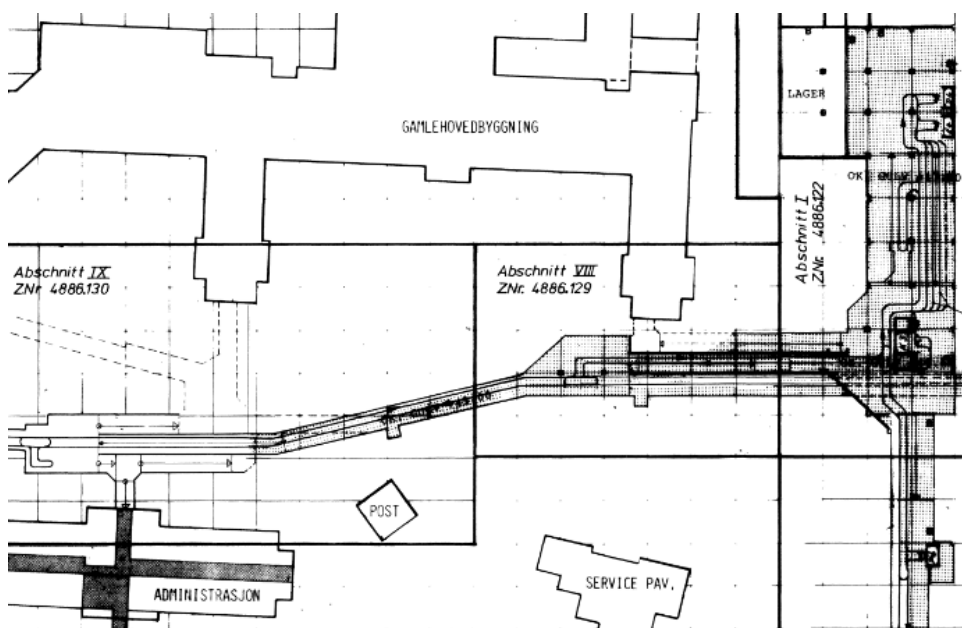 LAGER
GAMLEHOVEDBYGGNING
Abschnitt I
ZNr. 4886.122
Abschnitt IX
ZNr. 4886.130
Abschnitt VIII
ZNr. 4886.129
POST
ADMINISTRASJON
SERVICE PAV.